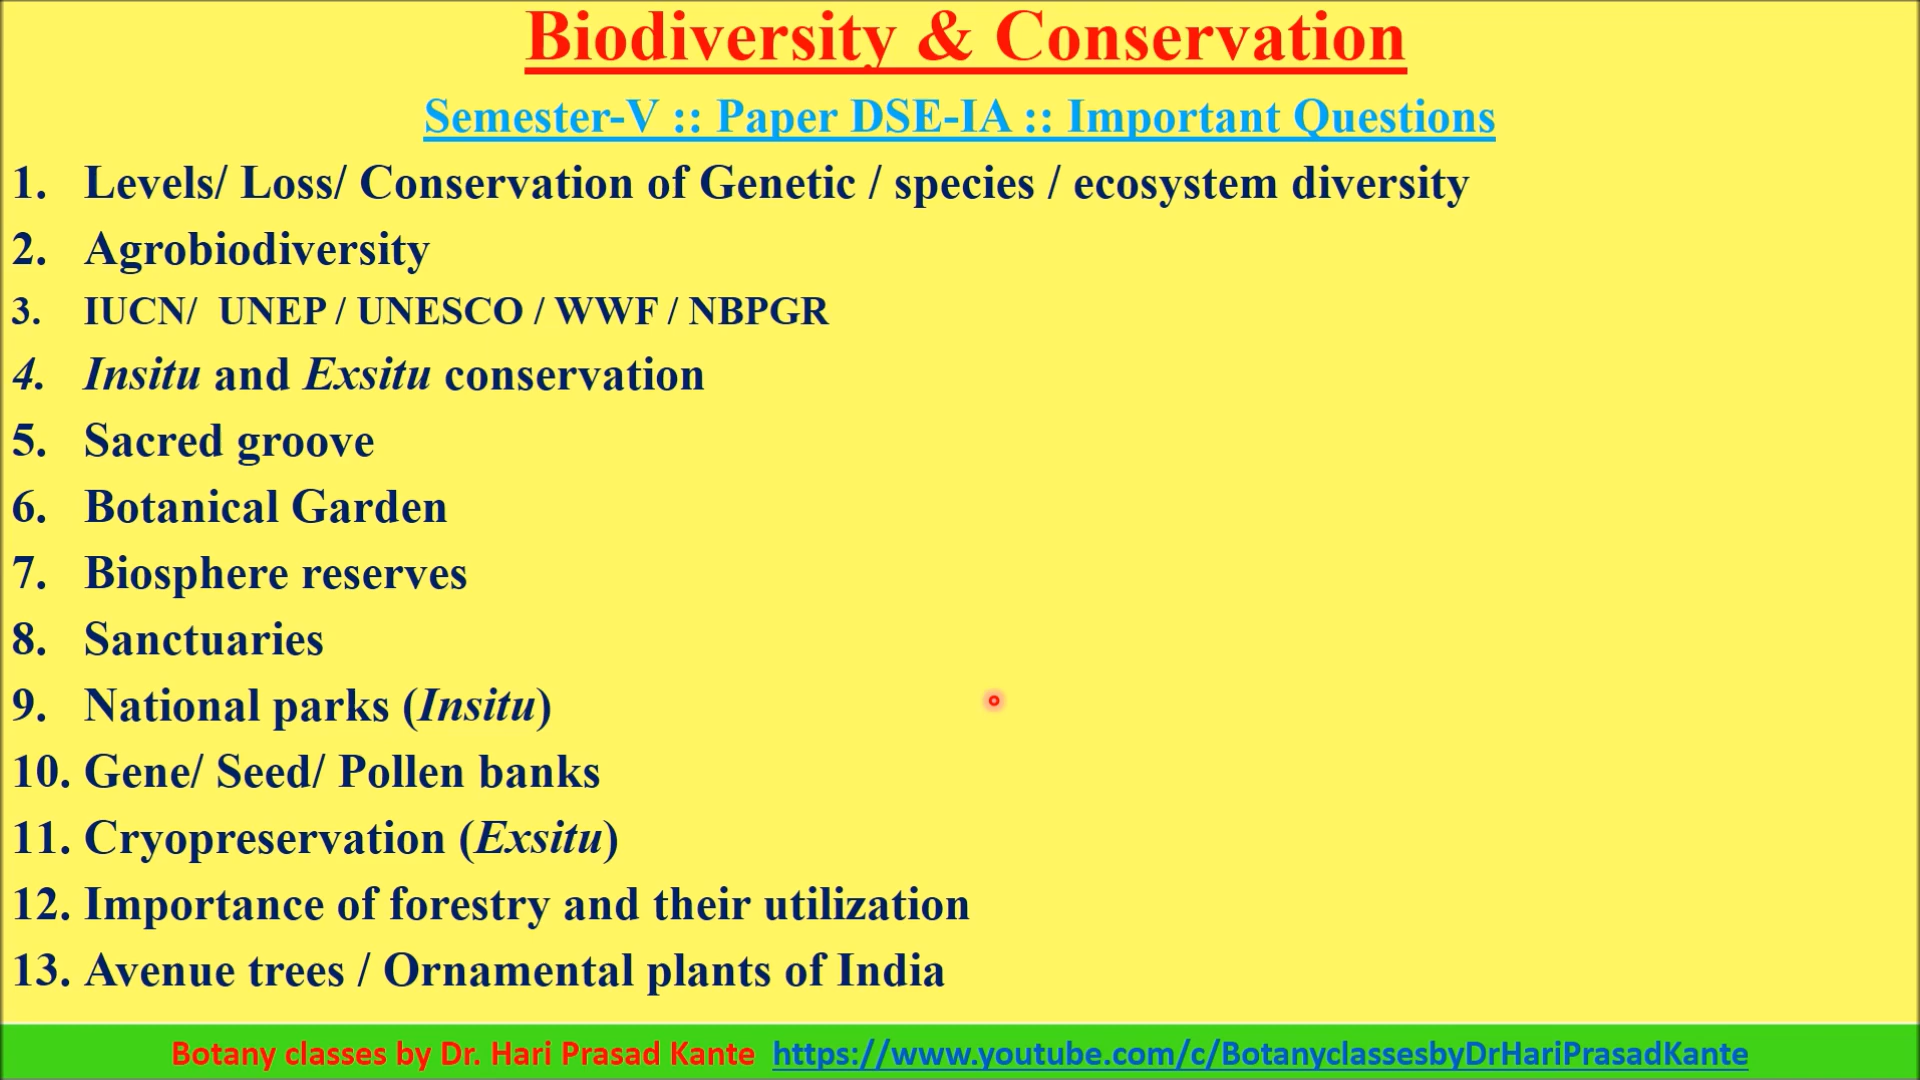 Biodiversity & Conservation
Semester-V :: Paper DSE-IA :: Important Questions
1. Levels/ Loss/ Conservation of Genetic / species / ecosystem diversity
2. Agrobiodiversity
3. IUCN/ UNEP / UNESCO / WWF / NBPGR
4. Insitu and Exsitu conservation
5. Sacred groove
6. Botanical Garden
7. Biosphere reserves
8. Sanctuaries
9. National parks (Insitu)
10. Gene/ Seed/ Pollen banks
11. Cryopreservation (Exsitu)
12. Importance of forestry and their utilization
13. Avenue trees / Ornamental plants of India
Botany classes by Dr. Hari Prasad Kante https://www.youtube.com/c/BotanyclassesbyDrHariPrasadKante